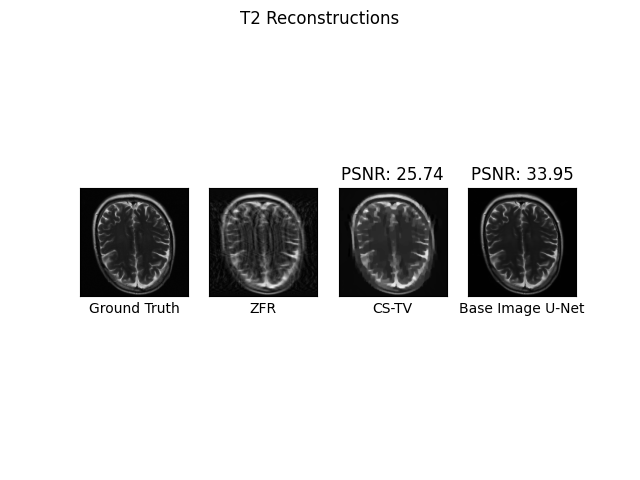 T2 Reconstructions
PSNR: 25.74
PSNR: 33.95
Ground Truth
ZFR
CS-TV
Base Image U-Net